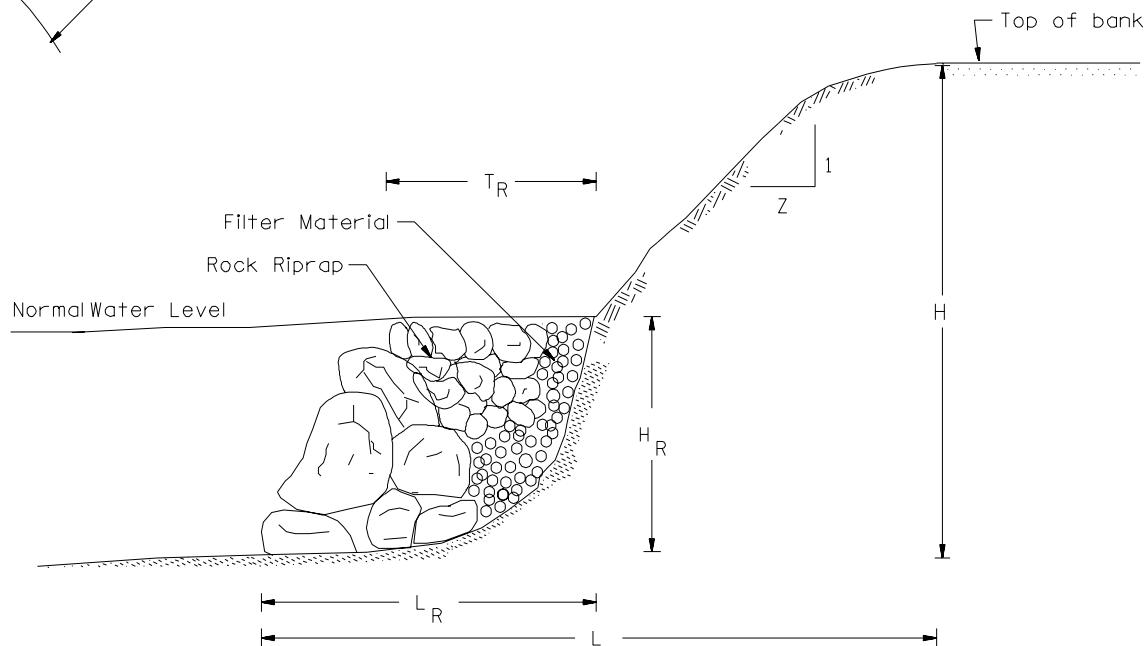 Top of bank
1
Z
T_R
Filter Material
Rock Riprap
Normal Water Level
H
H_R
L_R
L